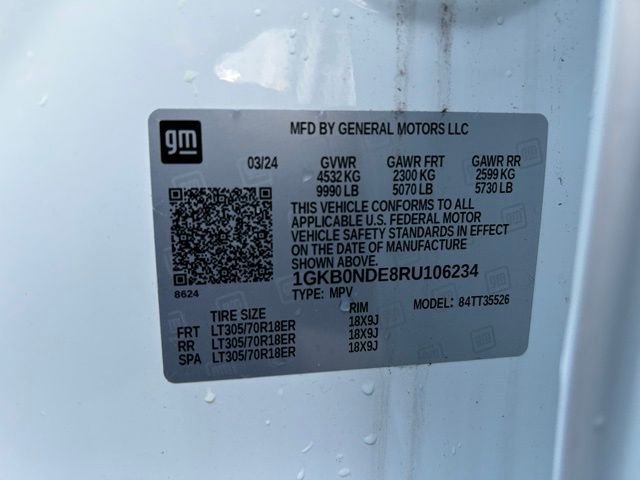 gm
MFD BY GENERAL MOTORS LLC
03/24 GVWR GAWR FRT GAWR RR
4532 KG 2300 KG 2599 KG
9990 LB 5070 LB 5730 LB
THIS VEHICLE CONFORMS TO ALL
APPLICABLE U.S. FEDERAL MOTOR
VEHICLE SAFETY STANDARDS IN EFFECT
ON THE DATE OF MANUFACTURE
SHOWN ABOVE.
1GKB0NDE8RU106234
8624
TYPE: MPV MODEL: 84TT35526
TIRE SIZE RIM
FRT LT305/70R18ER 18X9J
RR LT305/70R18ER 18X9J
SPA LT305/70R18ER 18X9J